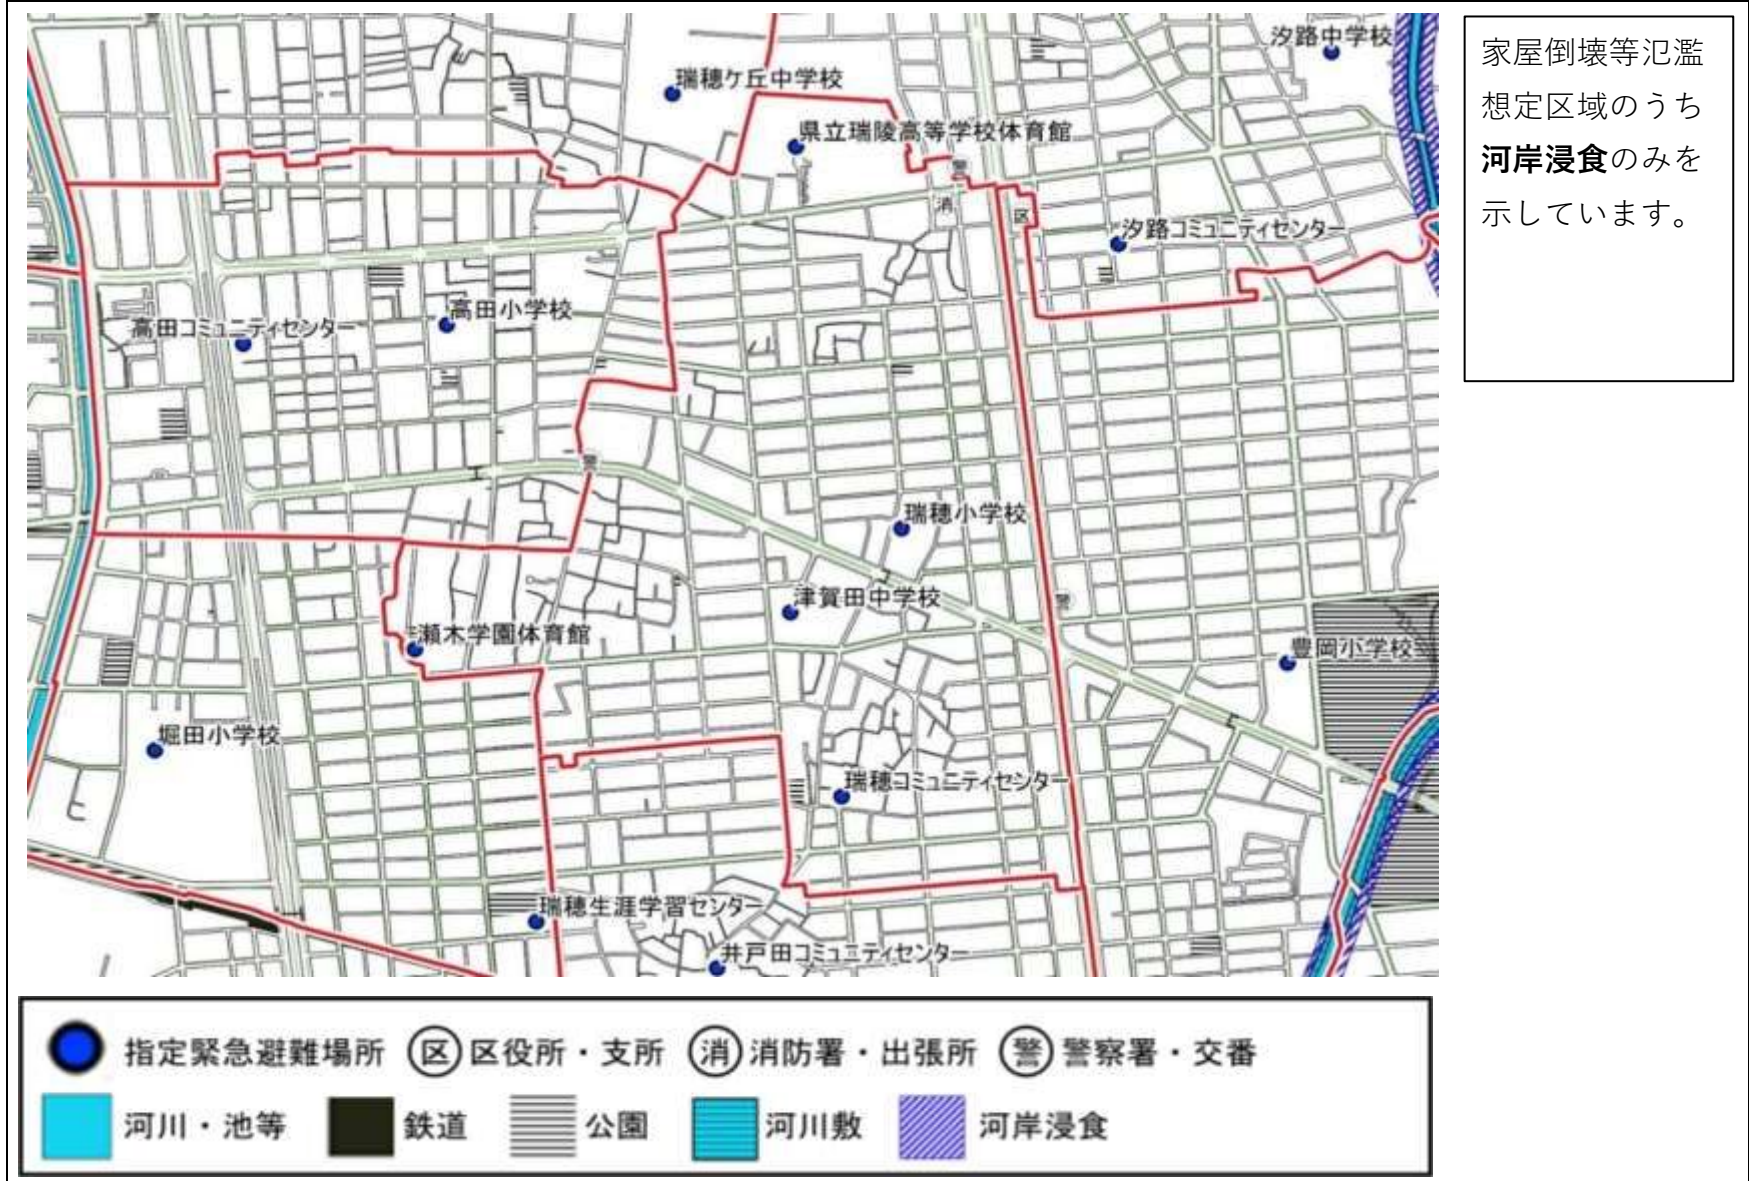 汐路中学校
瑞穂ケ丘中学校
県立瑞陵高等学校体育館
警
消
区
汐路コミュニティセンター
高田小学校
高田コミュニティセンター
警
瑞穂小学校
津賀田中学校
警
瀬木学園体育館
豊岡小学校
堀田小学校
瑞穂コミュニティセンター
瑞穂生涯学習センター
井戸田コミュニティセンター
家屋倒壊等氾濫
想定区域のうち
河岸浸食のみを
示しています。
指定緊急避難場所 区 区役所・支所 消 消防署・出張所 警 警察署・交番
河川・池等 鉄道 公園 河川敷 河岸浸食